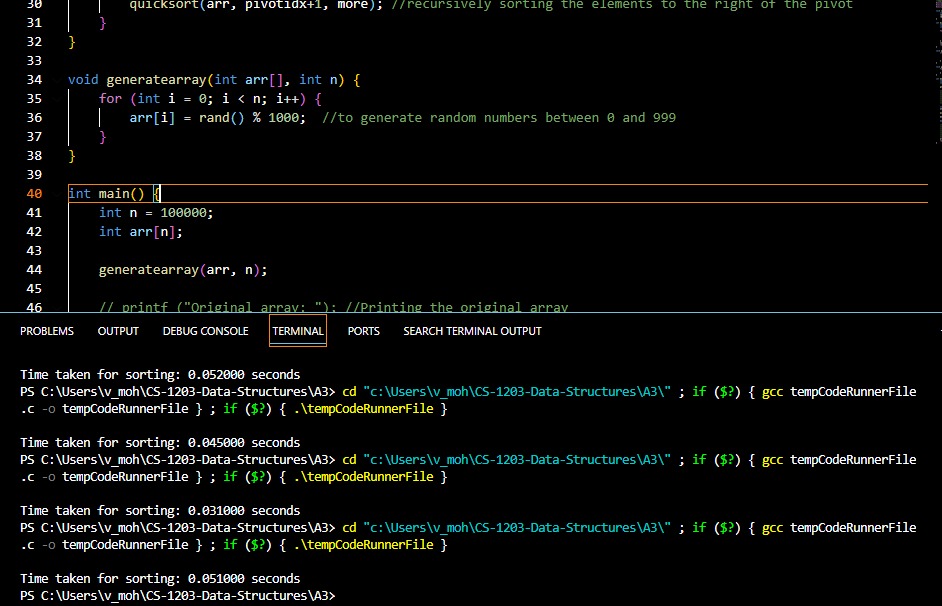 30 quicksort(arr, pivotidx+1, more); //recursively sorting the elements to the right of the pivot
31 }
32 }
33
34 void generatearray(int arr[], int n) {
35 for (int i = 0; i < n; i++) {
36 arr[i] = rand() % 1000; //to generate random numbers between 0 and 999
37 }
38 }
39
40 int main() {
41 int n = 100000;
42 int arr[n];
43
44 generatearray(arr, n);
45
46 // printf ("Original array: "); //Printing the original array
PROBLEMS OUTPUT DEBUG CONSOLE TERMINAL PORTS SEARCH TERMINAL OUTPUT
Time taken for sorting: 0.052000 seconds
PS C:\Users\v_moh\CS-1203-Data-Structures\A3> cd "c:\Users\v_moh\CS-1203-Data-Structures\A3\" ; if ($?) { gcc tempCodeRunnerFile
.c -o tempCodeRunnerFile } ; if ($?) { .\tempCodeRunnerFile }
Time taken for sorting: 0.045000 seconds
PS C:\Users\v_moh\CS-1203-Data-Structures\A3> cd "c:\Users\v_moh\CS-1203-Data-Structures\A3\" ; if ($?) { gcc tempCodeRunnerFile
.c -o tempCodeRunnerFile } ; if ($?) { .\tempCodeRunnerFile }
Time taken for sorting: 0.031000 seconds
PS C:\Users\v_moh\CS-1203-Data-Structures\A3> cd "c:\Users\v_moh\CS-1203-Data-Structures\A3\" ; if ($?) { gcc tempCodeRunnerFile
.c -o tempCodeRunnerFile } ; if ($?) { .\tempCodeRunnerFile }
Time taken for sorting: 0.051000 seconds
PS C:\Users\v_moh\CS-1203-Data-Structures\A3>